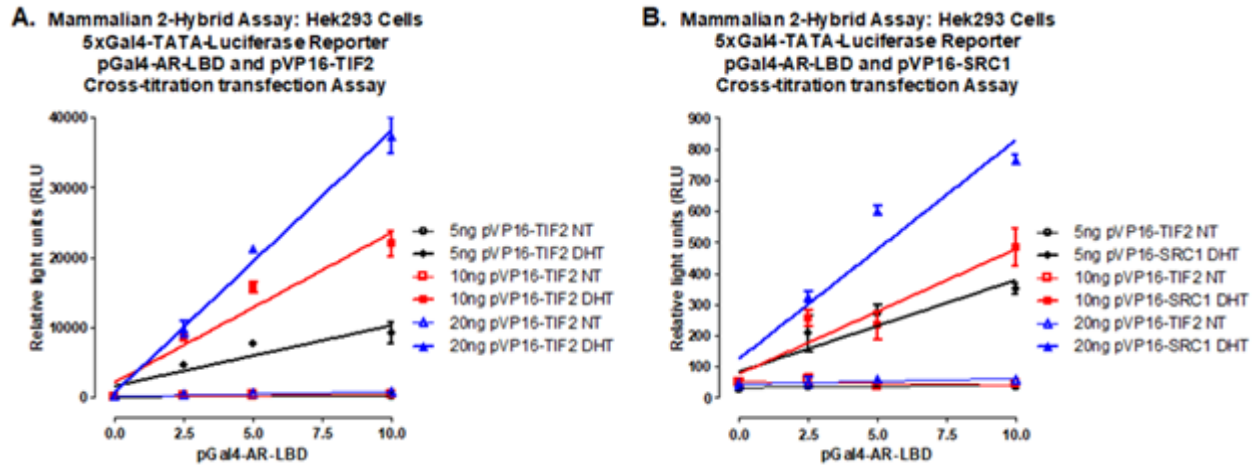 A. Mammalian 2-Hybrid Assay: Hek293 Cells
5xGal4-TATA-Luciferase Reporter
pGal4-AR-LBD and pVP16-TIF2
Cross-titration transfection Assay
40000
30000
20000
10000
0
Relative light units (RLU
0.0 2.5 5.0 7.5 10.0
pGal4-AR-LBD
5ng pVP16-TIF2 NT
5ng pVP16-TIF2 DHT
10ng pVP16-TIF2 NT
10ng pVP16-TIF2 DHT
20ng pVP16-TIF2 NT
20ng pVP16-TIF2 DHT
B. Mammalian 2-Hybrid Assay: Hek293 Cells
5xGal4-TATA-Luciferase Reporter
pGal4-AR-LBD and pVP16-SRC1
Cross-titration transfection Assay
900
800
700
600
500
400
300
200
100
0
Relative light units (RLU
0.0 2.5 5.0 7.5 10.0
pGal4-AR-LBD
5ng pVP16-TIF2 NT
5ng pVP16-SRC1 DHT
10ng pVP16-TIF2 NT
10ng pVP16-SRC1 DHT
20ng pVP16-TIF2 NT
20ng pVP16-SRC1 DHT